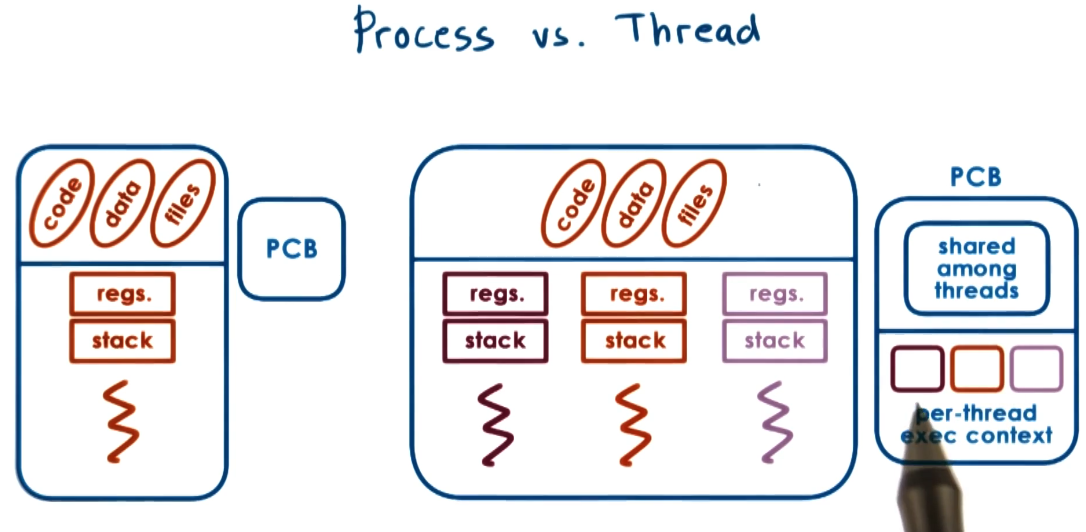 Process vs. Thread
code
data
files
PCB
regs.
stack
code
data
files
regs.
stack
regs.
stack
regs.
stack
PCB
shared
among
threads
per-thread
exec context